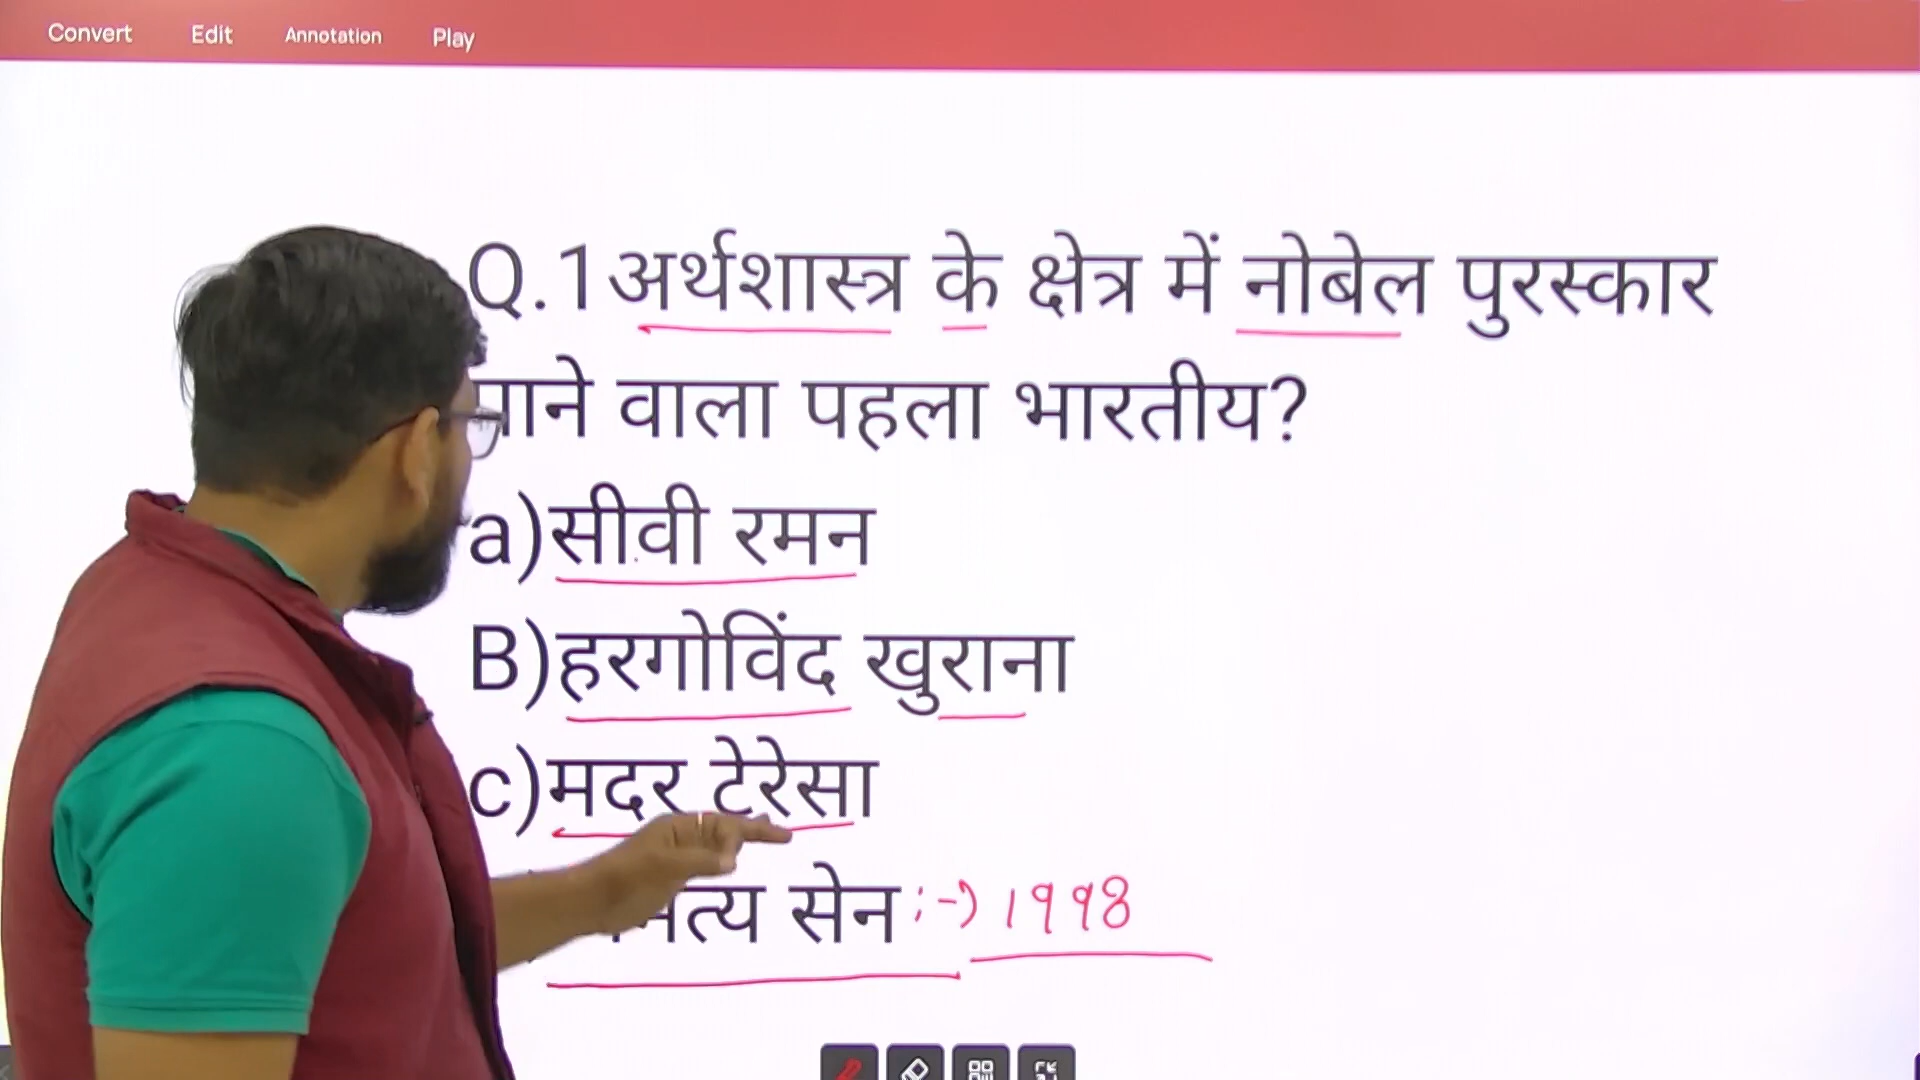 Convert Edit Annotation Play
Q.1अर्थशास्त्र के क्षेत्र में नोबेल पुरस्कार
पाने वाला पहला भारतीय?
a)सीवी रमन
B)हरगोविंद खुराना
c)मदर टेरेसा
सेन :-> 1998